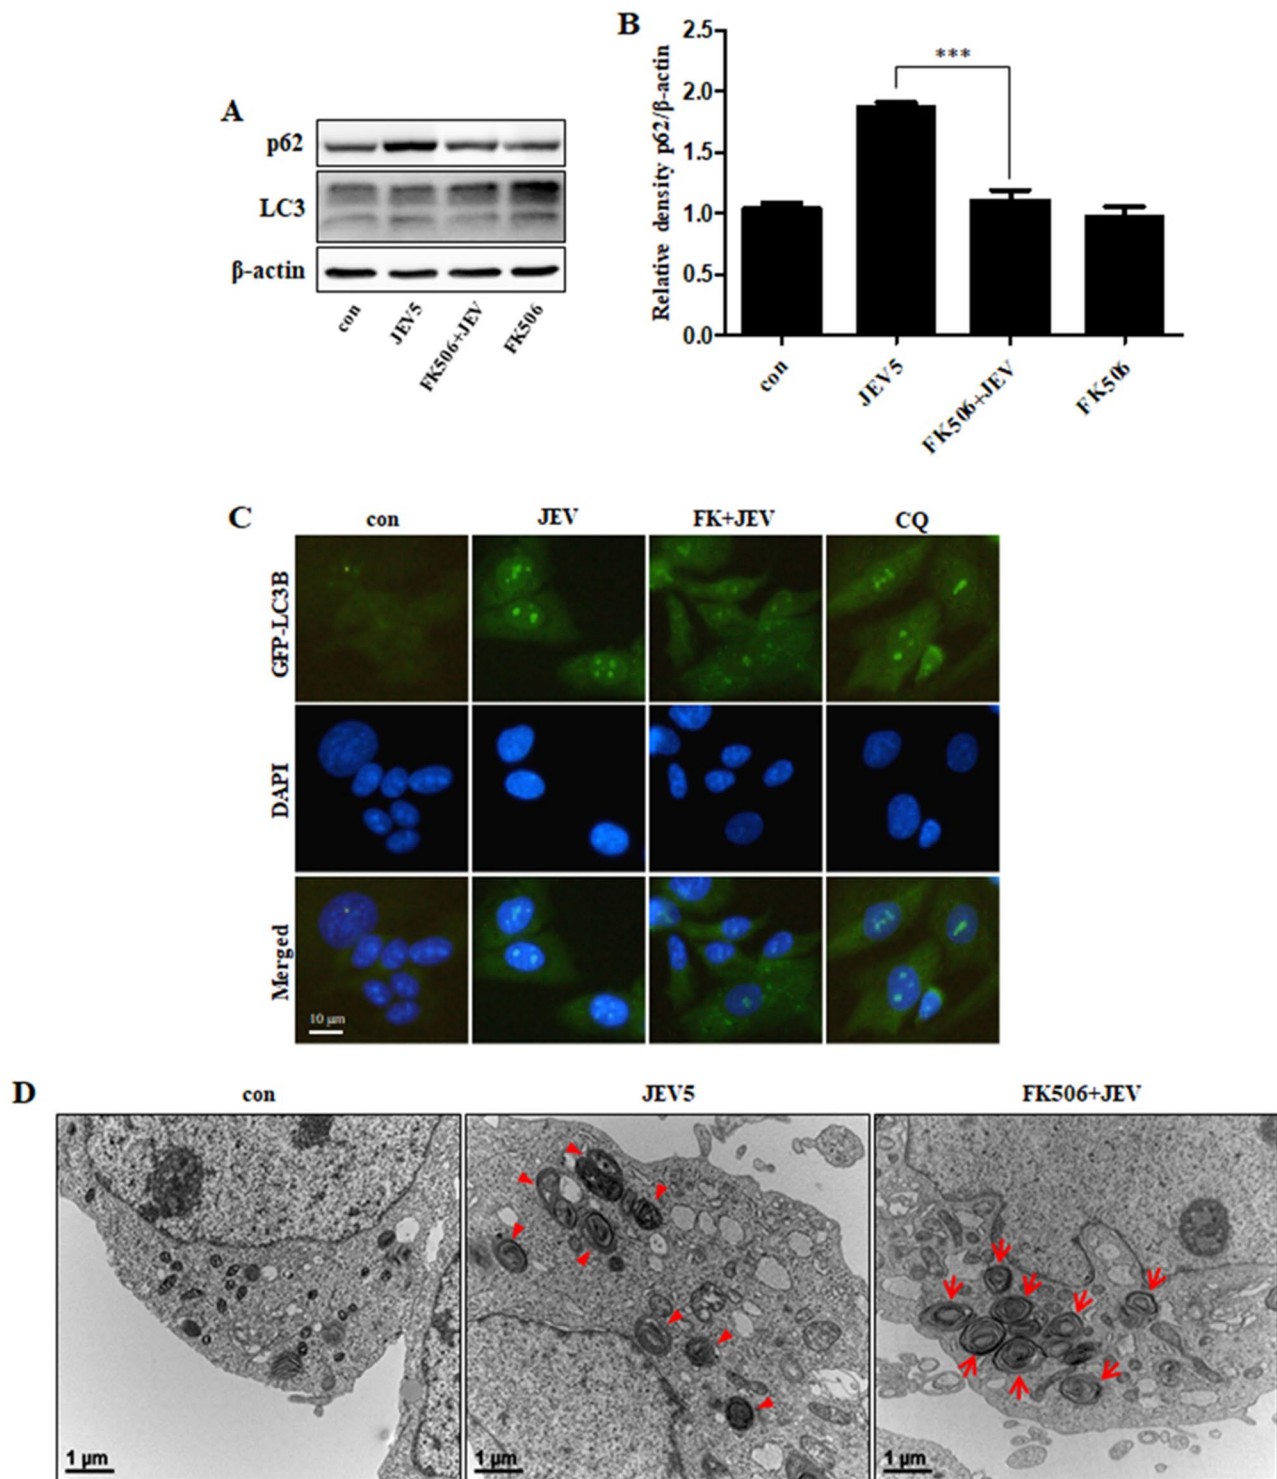 A
p62
LC3
β-actin
con
JEV5
FK506+JEV
FK506
B
Relative density p62/β-actin
2.5
2.0
1.5
1.0
0.5
0.0
***
con
JEV5
FK506+JEV
FK506
C
con
JEV
FK+JEV
CQ
GFP-LC3B
DAPI
Merged
10 µm
D
con
JEV5
FK506+JEV
1 µm
1 µm
1 µm